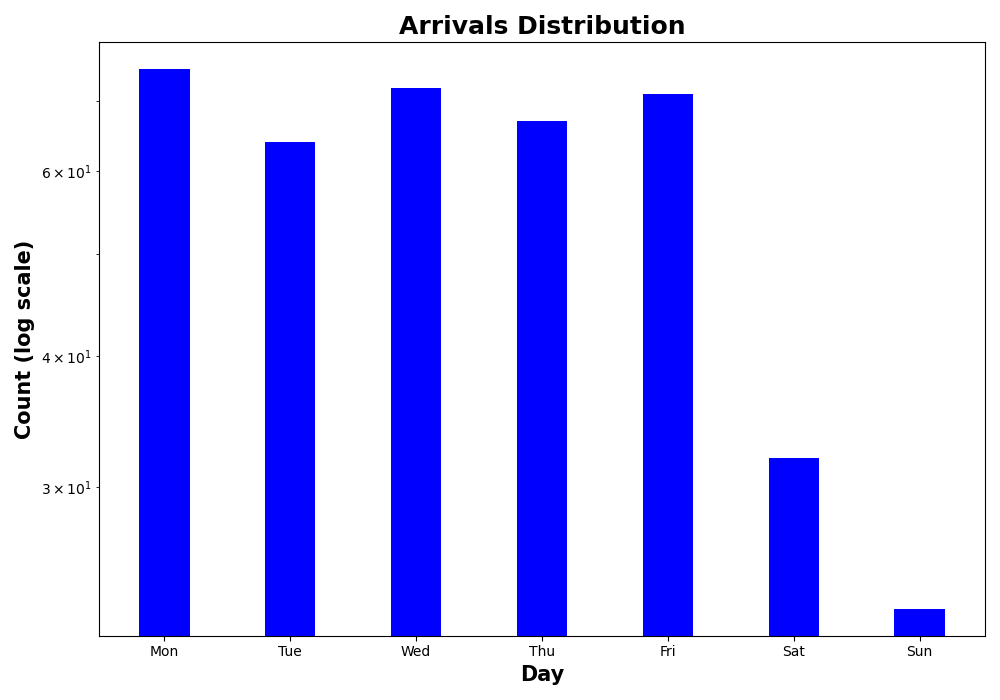 Arrivals Distribution
Count (log scale)
6 × 10¹
4 × 10¹
3 × 10¹
Mon Tue Wed Thu Fri Sat Sun
Day